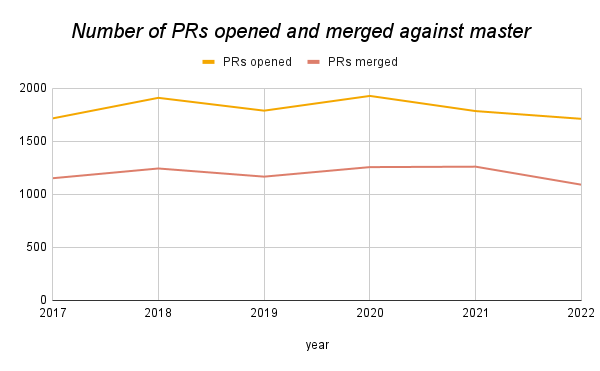 Number of PRs opened and merged against master
PRs opened PRs merged
2000
1500
1000
500
0
2017 2018 2019 2020 2021 2022
year